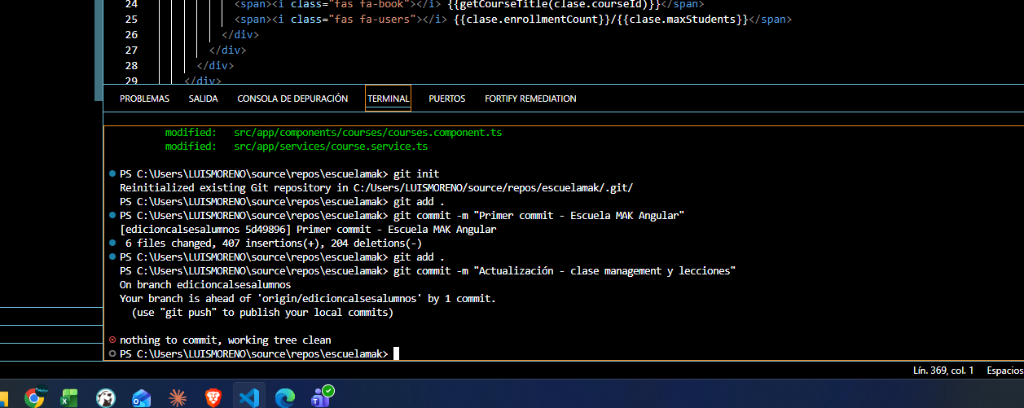 24 <span><i class="fas fa-book"></i> {{getCourseTitle(clase.courseId)}}</span>
25 <span><i class="fas fa-users"></i> {{clase.enrollmentCount}}/{{clase.maxStudents}}</span>
26 </div>
27 </div>
28 </div>
29 </div>
PROBLEMAS SALIDA CONSOLA DE DEPURACIÓN TERMINAL PUERTOS FORTIFY REMEDIATION
modified: src/app/components/courses/courses.component.ts
modified: src/app/services/course.service.ts
PS C:\Users\LUISMORENO\source\repos\escuelamak> git init
Reinitialized existing Git repository in C:/Users/LUISMORENO/source/repos/escuelamak/.git/
PS C:\Users\LUISMORENO\source\repos\escuelamak> git add .
PS C:\Users\LUISMORENO\source\repos\escuelamak> git commit -m "Primer commit - Escuela MAK Angular"
[edicioncalsesalumnos 5d49896] Primer commit - Escuela MAK Angular
6 files changed, 407 insertions(+), 204 deletions(-)
PS C:\Users\LUISMORENO\source\repos\escuelamak> git add .
PS C:\Users\LUISMORENO\source\repos\escuelamak> git commit -m "Actualización - clase management y lecciones"
On branch edicioncalsesalumnos
Your branch is ahead of 'origin/edicioncalsesalumnos' by 1 commit.
(use "git push" to publish your local commits)
nothing to commit, working tree clean
PS C:\Users\LUISMORENO\source\repos\escuelamak>
Lín. 369, col. 1 Espacios